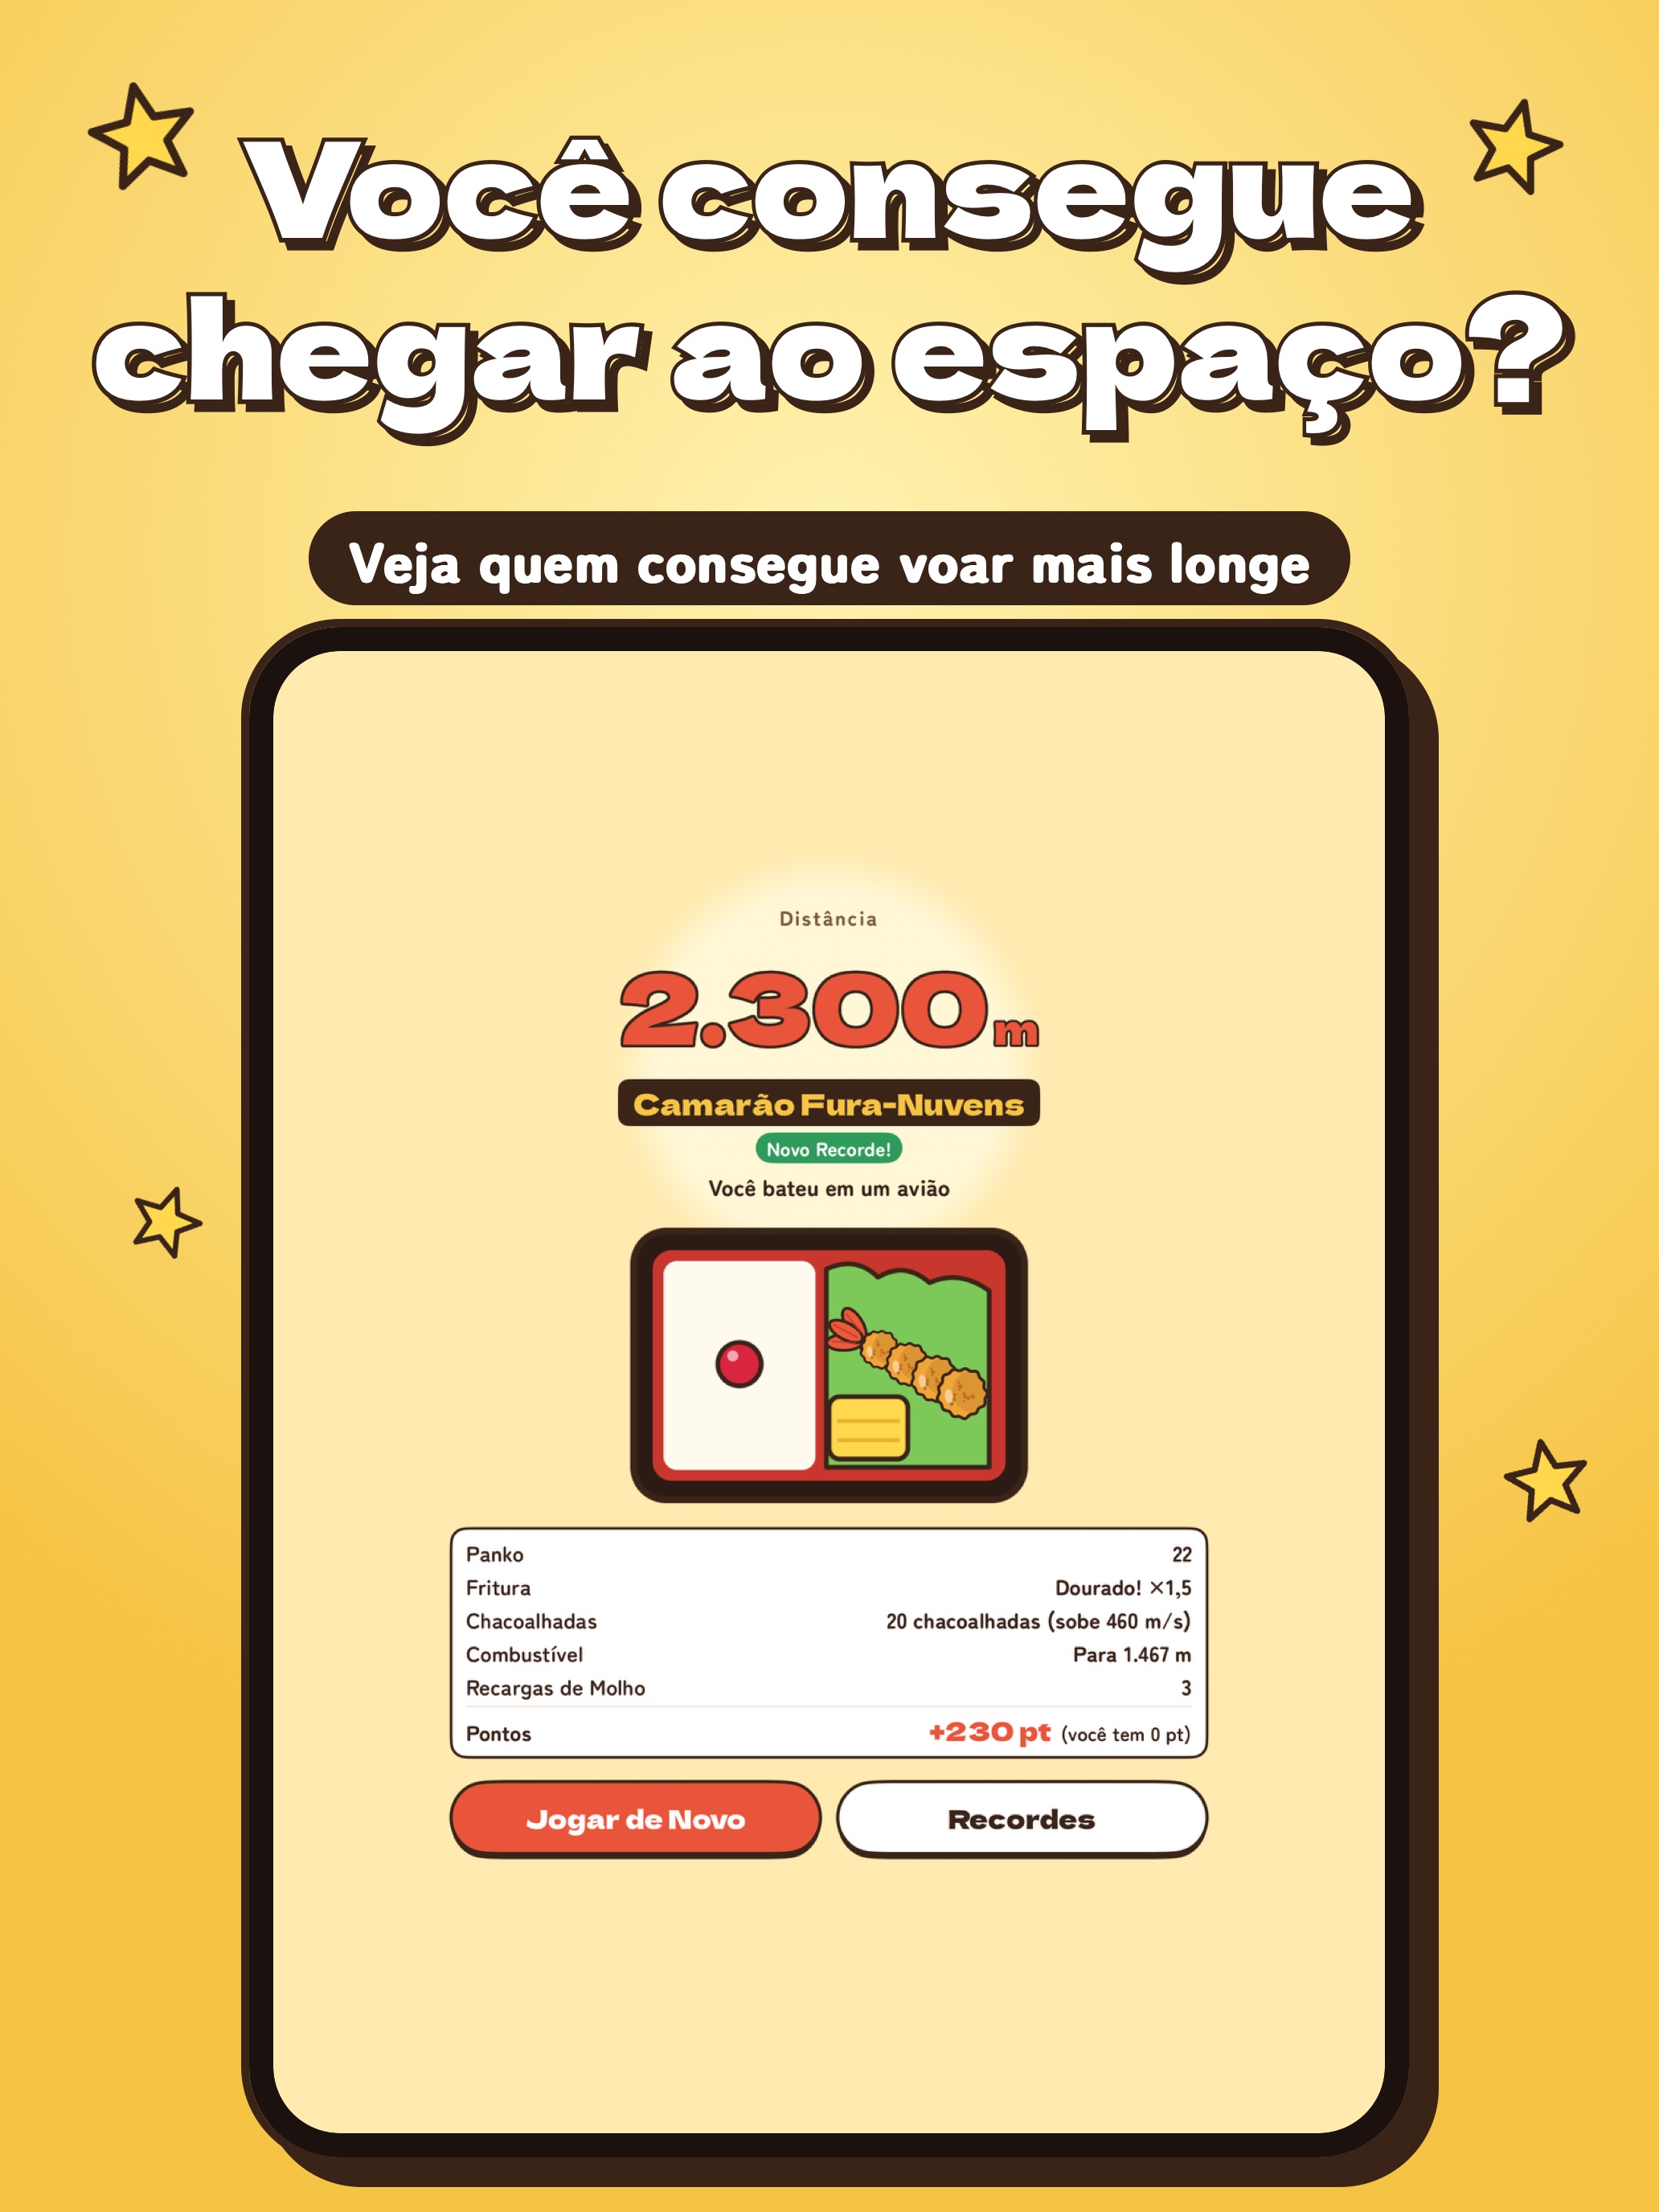 Você consegue
chegar ao espaço?
Veja quem consegue voar mais longe
Distância
2.300 m
Camarão Fura-Nuvens
Novo Recorde!
Você bateu em um avião
Panko 22
Fritura Dourado! ×1,5
Chacoalhadas 20 chacoalhadas (sobe 460 m/s)
Combustível Para 1.467 m
Recargas de Molho 3
Pontos +230 pt (você tem 0 pt)
Jogar de Novo Recordes